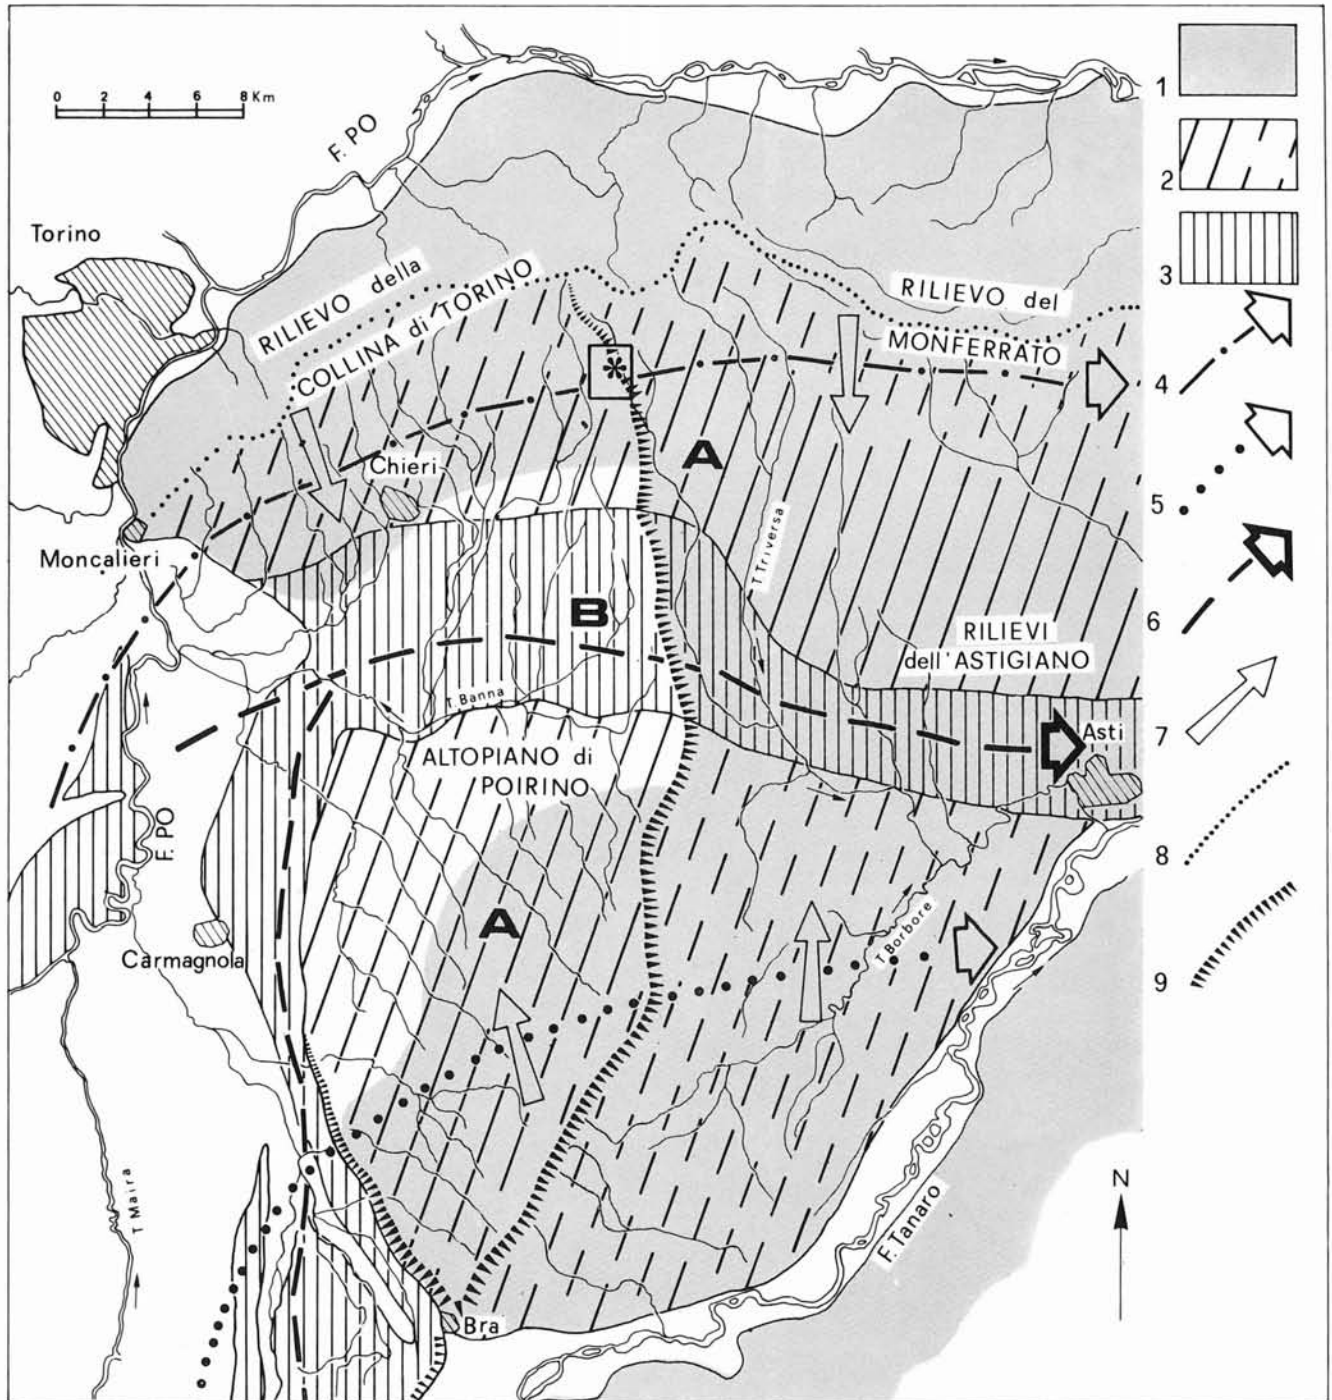 0 2 4 6 8 Km
F. PO
Torino
RILIEVO della
COLLINA di TORINO
RILIEVO del
MONFERRATO
*
A
Chieri
Moncalieri
T Triversa
B
RILIEVI
dell'ASTIGIANO
T. Banna
Asti
ALTOPIANO di
POIRINO
F. PO
A
T. Borbore
Carmagnola
T Maira
F. Tanaro
Bra
N
1
2
3
4
5
6
7
8
9